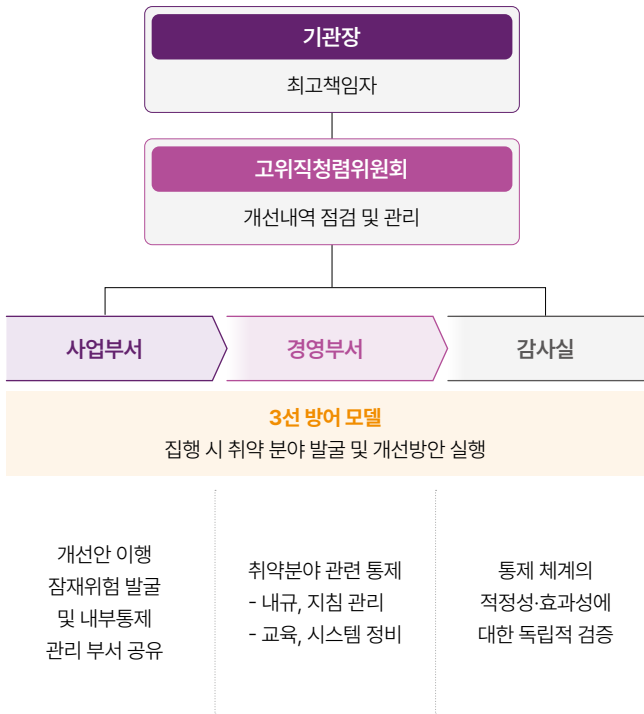 기관장
최고책임자
고위직청렴위원회
개선내역 점검 및 관리
사업부서
경영부서
감사실
3선 방어 모델
집행 시 취약 분야 발굴 및 개선방안 실행
개선안 이행
잠재위험 발굴
및 내부통제
관리 부서 공유
취약분야 관련 통제
- 내규, 지침 관리
- 교육, 시스템 정비
통제 체계의
적정성·효과성에
대한 독립적 검증